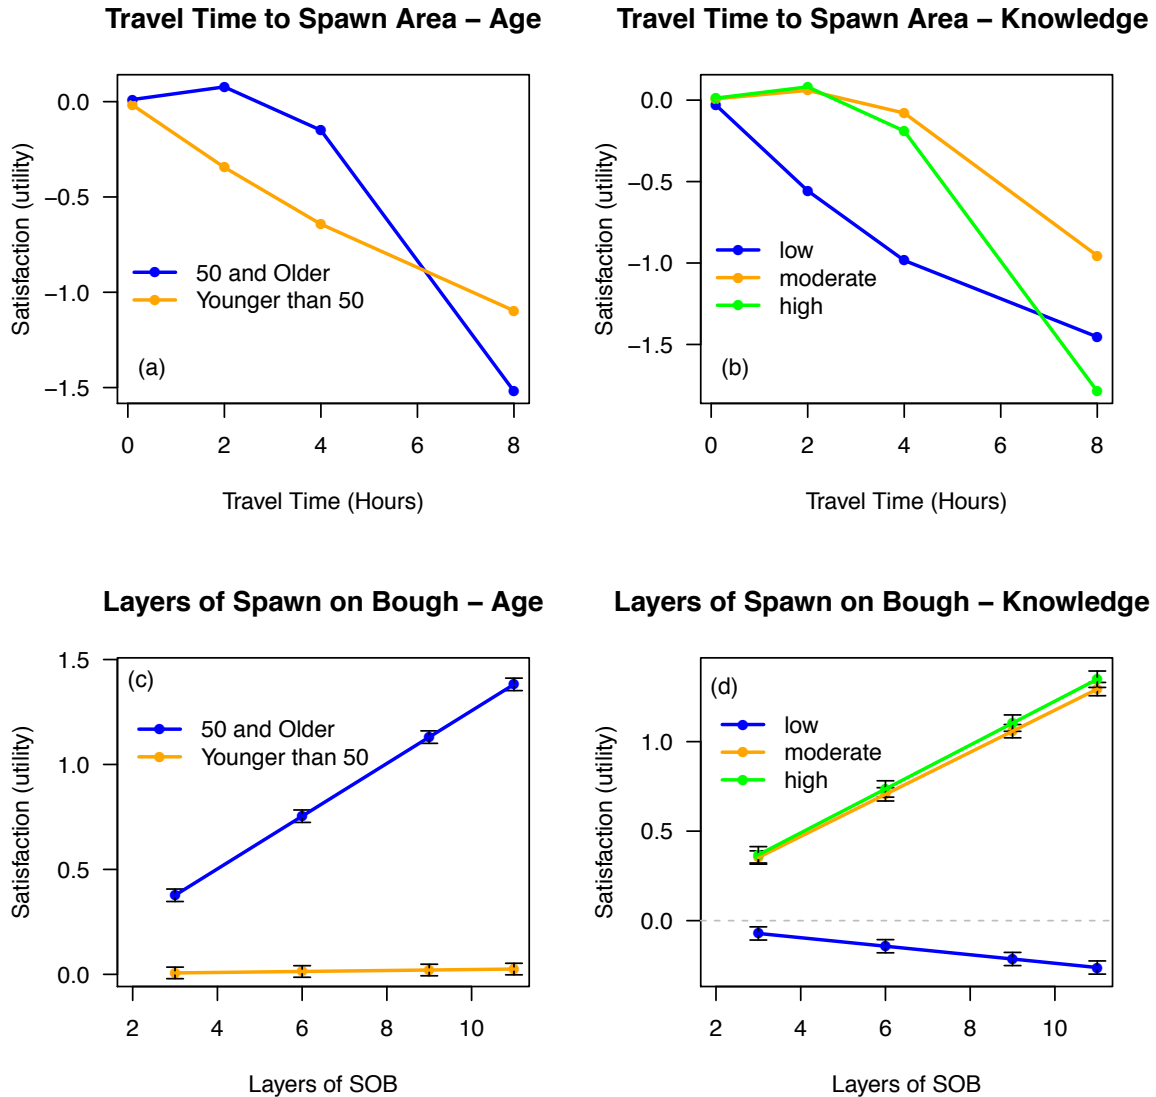 Travel Time to Spawn Area – Age
Satisfaction (utility)
0.0
−0.5
−1.0
−1.5
50 and Older
Younger than 50
(a)
0 2 4 6 8
Travel Time (Hours)
Travel Time to Spawn Area – Knowledge
Satisfaction (utility)
0.0
−0.5
−1.0
−1.5
low
moderate
high
(b)
0 2 4 6 8
Travel Time (Hours)
Layers of Spawn on Bough – Age
Satisfaction (utility)
1.5
1.0
0.5
0.0
(c)
50 and Older
Younger than 50
2 4 6 8 10
Layers of SOB
Layers of Spawn on Bough – Knowledge
Satisfaction (utility)
1.0
0.5
0.0
(d)
low
moderate
high
2 4 6 8 10
Layers of SOB